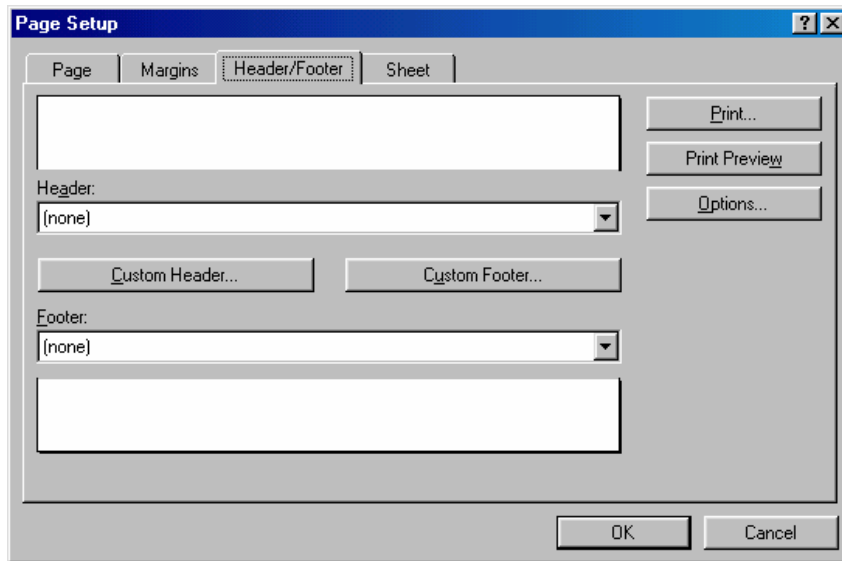 Page Setup
Page Margins Header/Footer Sheet
Print...
Print Preview
Header:
(none)
Options...
Custom Header... Custom Footer...
Footer:
(none)
OK Cancel